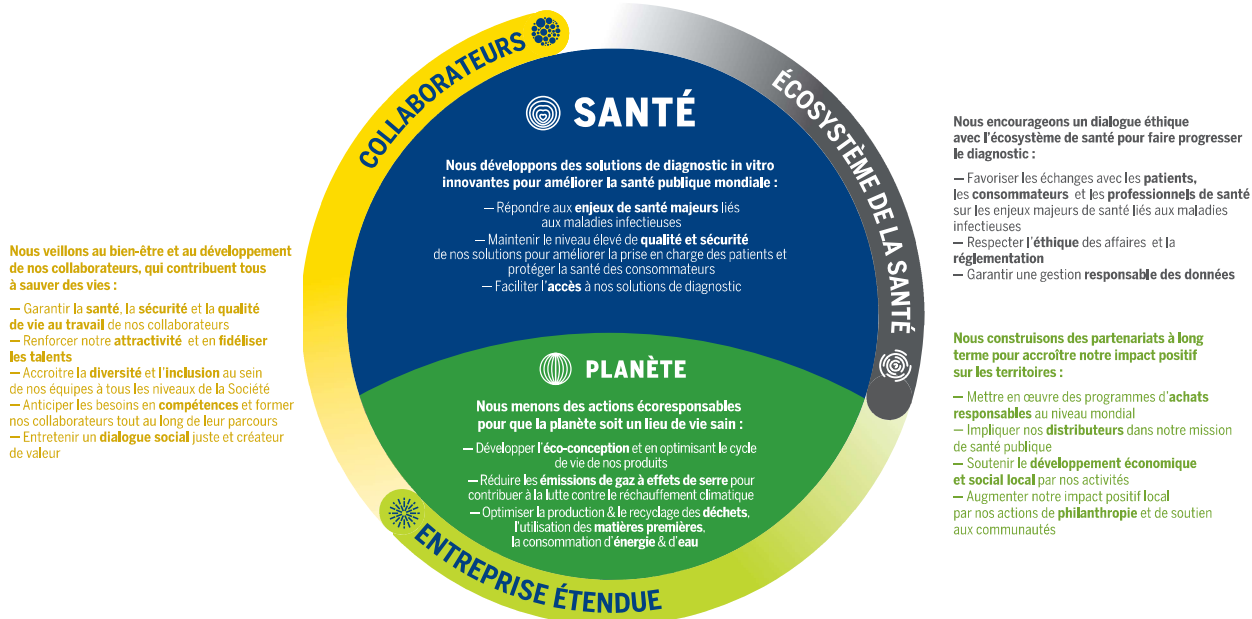 COLLABORATEURS
Nous veillons au bien-être et au développement
de nos collaborateurs, qui contribuent tous
à sauver des vies :
— Garantir la santé, la sécurité et la qualité
de vie au travail de nos collaborateurs
— Renforcer notre attractivité et en fidéliser
les talents
— Accroitre la diversité et l'inclusion au sein
de nos équipes à tous les niveaux de la Société
— Anticiper les besoins en compétences et former
nos collaborateurs tout au long de leur parcours
— Entretenir un dialogue social juste et créateur
de valeur
SANTÉ
Nous développons des solutions de diagnostic in vitro
innovantes pour améliorer la santé publique mondiale :
— Répondre aux enjeux de santé majeurs liés
aux maladies infectieuses
— Maintenir le niveau élevé de qualité et sécurité
de nos solutions pour améliorer la prise en charge des patients et
protéger la santé des consommateurs
— Faciliter l'accès à nos solutions de diagnostic
PLANÈTE
Nous menons des actions écoresponsables
pour que la planète soit un lieu de vie sain :
— Développer l'éco-conception et en optimisant le cycle
de vie de nos produits
— Réduire les émissions de gaz à effets de serre pour
contribuer à la lutte contre le réchauffement climatique
— Optimiser la production & le recyclage des déchets,
l'utilisation des matières premières,
la consommation d'énergie & d'eau
ÉCOSYSTÈME DE LA SANTÉ
Nous encourageons un dialogue éthique
avec l'écosystème de santé pour faire progresser
le diagnostic :
— Favoriser les échanges avec les patients,
les consommateurs et les professionnels de santé
sur les enjeux majeurs de santé liés aux maladies
infectieuses
— Respecter l'éthique des affaires et la
réglementation
— Garantir une gestion responsable des données
ENTREPRISE ÉTENDUE
Nous construisons des partenariats à long
terme pour accroître notre impact positif
sur les territoires :
— Mettre en œuvre des programmes d'achats
responsables au niveau mondial
— Impliquer nos distributeurs dans notre mission
de santé publique
— Soutenir le développement économique
et social local par nos activités
— Augmenter notre impact positif local
par nos actions de philanthropie et de soutien
aux communautés